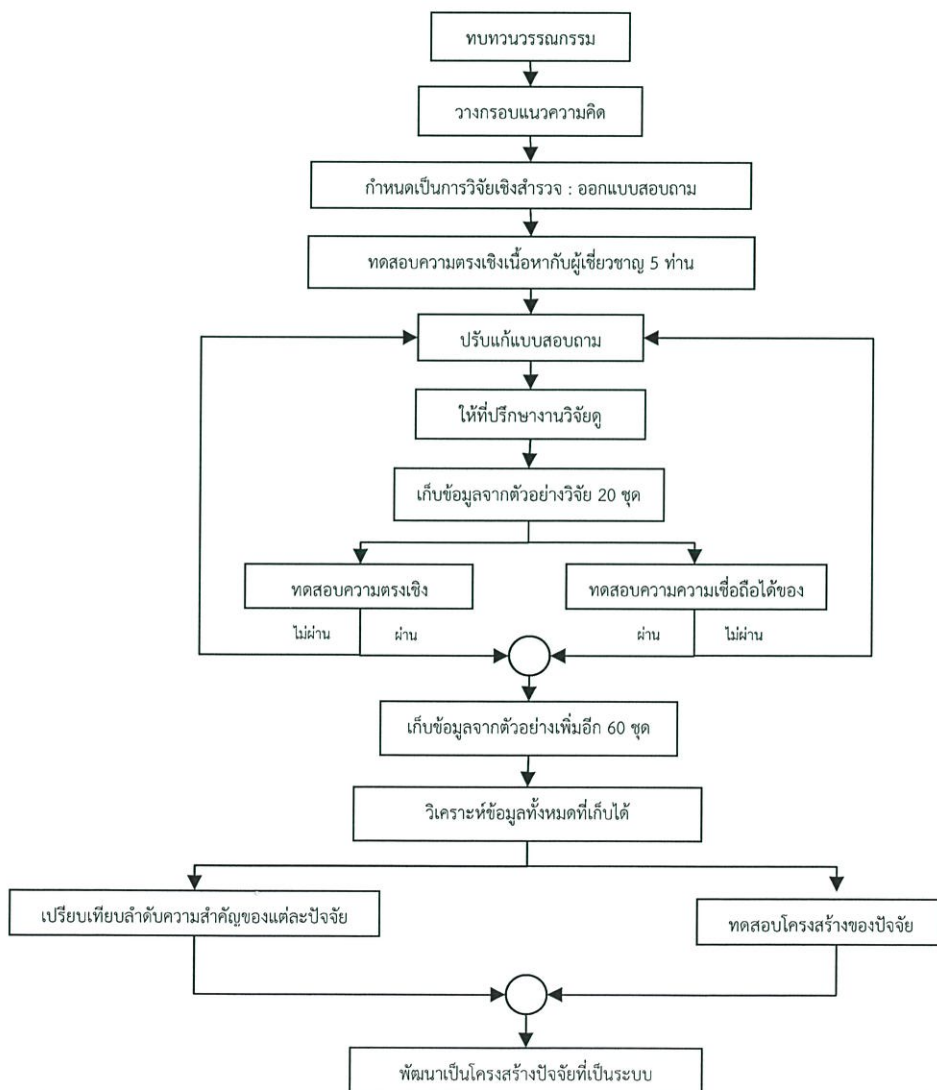 ทบทวนวรรณกรรม
วางกรอบแนวความคิด
กำหนดเป็นการวิจัยเชิงสำรวจ : ออกแบบสอบถาม
ทดสอบความตรงเชิงเนื้อหากับผู้เชี่ยวชาญ 5 ท่าน
ปรับแก้แบบสอบถาม
ให้ที่ปรึกษางานวิจัยดู
เก็บข้อมูลจากตัวอย่างวิจัย 20 ชุด
ทดสอบความตรงเชิง
ทดสอบความความเชื่อถือได้ของ
ไม่ผ่าน
ผ่าน
ผ่าน
ไม่ผ่าน
เก็บข้อมูลจากตัวอย่างเพิ่มอีก 60 ชุด
วิเคราะห์ข้อมูลทั้งหมดที่เก็บได้
เปรียบเทียบลำดับความสำคัญของแต่ละปัจจัย
ทดสอบโครงสร้างของปัจจัย
พัฒนาเป็นโครงสร้างปัจจัยที่เป็นระบบ